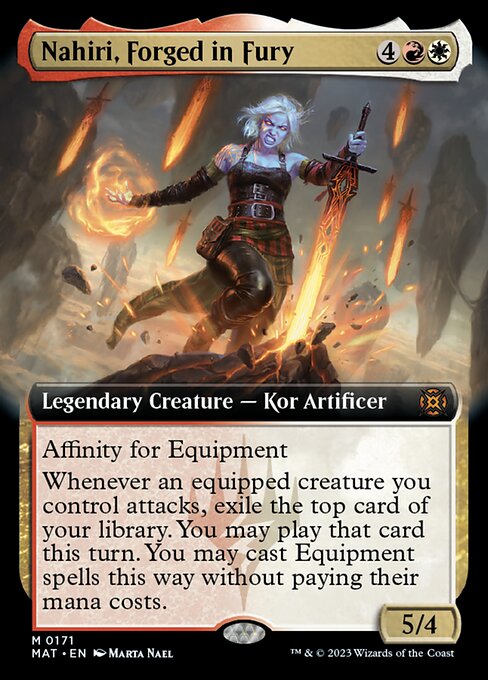 Nahiri, Forged in Fury 4
Legendary Creature — Kor Artificer
Affinity for Equipment
Whenever an equipped creature you
control attacks, exile the top card of
your library. You may play that card
this turn. You may cast Equipment
spells this way without paying their
mana costs.
5/4
M 0171
MAT • EN Marta Nael ™ & © 2023 Wizards of the Coast